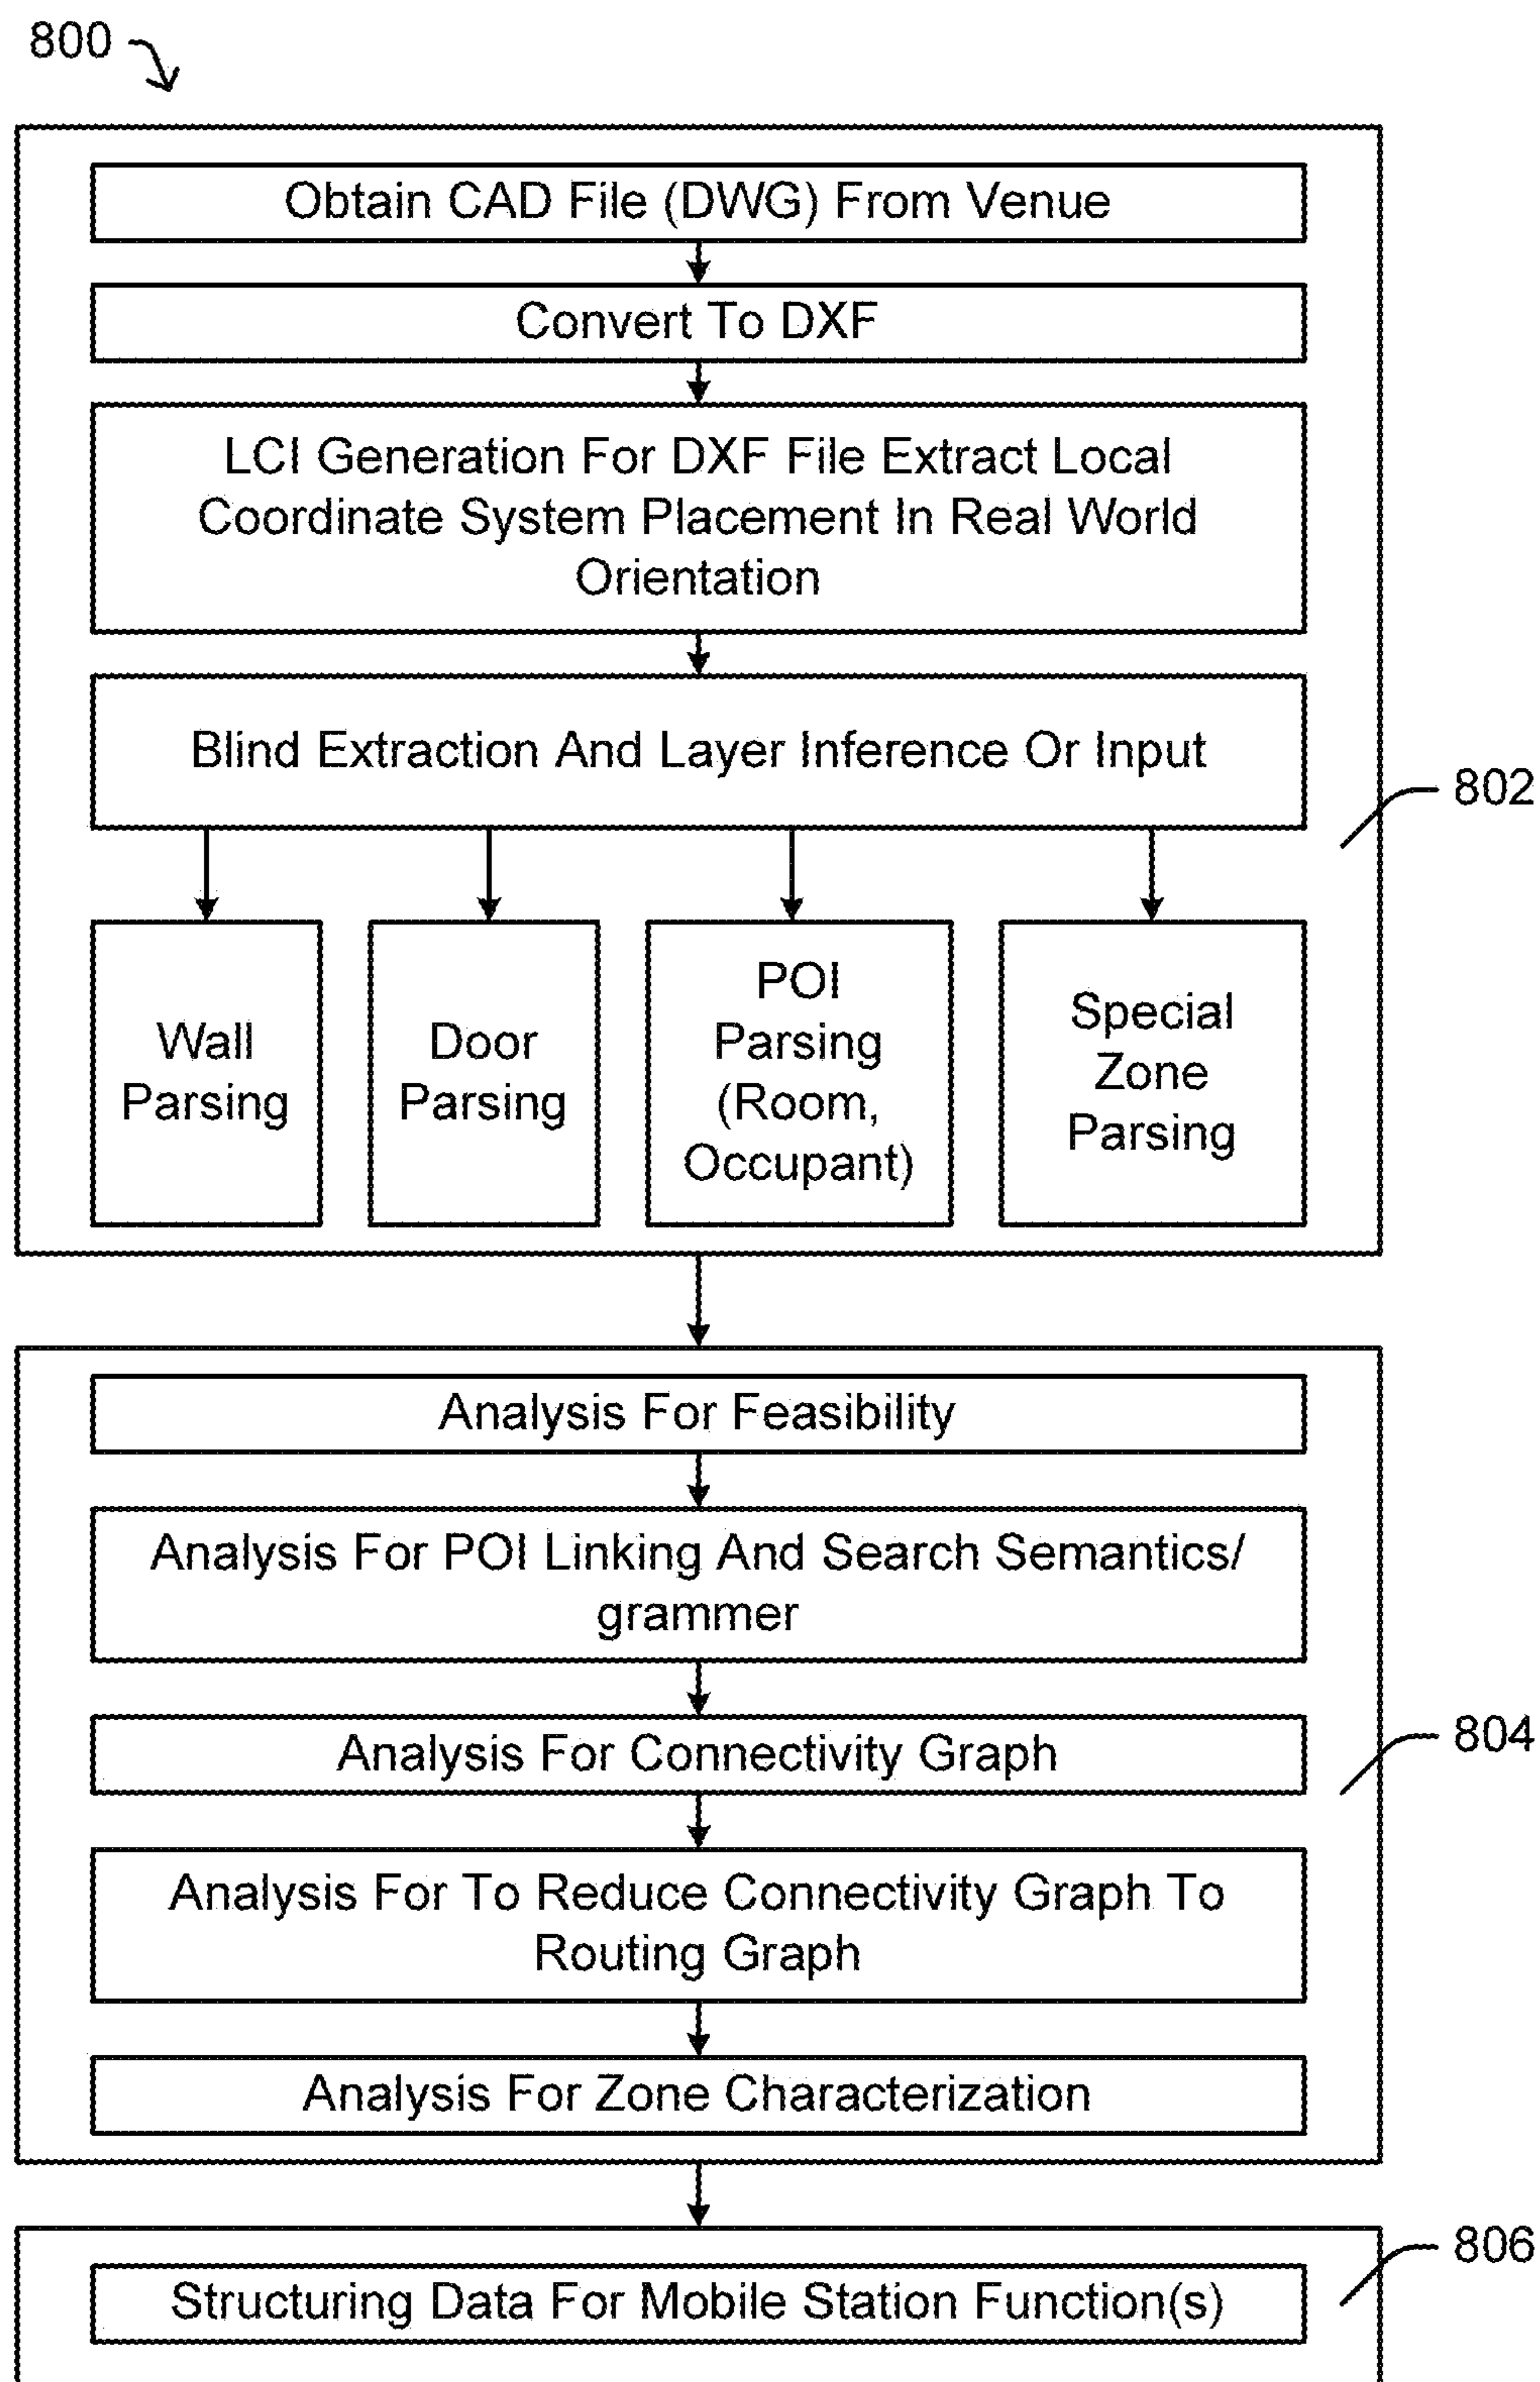 800
Obtain CAD File (DWG) From Venue
Convert To DXF
LCI Generation For DXF File Extract Local
Coordinate System Placement In Real World
Orientation
Blind Extraction And Layer Inference Or Input
802
Wall
Parsing
Door
Parsing
POI
Parsing
(Room,
Occupant)
Special
Zone
Parsing
Analysis For Feasibility
Analysis For POI Linking And Search Semantics/
grammer
Analysis For Connectivity Graph
804
Analysis For To Reduce Connectivity Graph To
Routing Graph
Analysis For Zone Characterization
806
Structuring Data For Mobile Station Function(s)